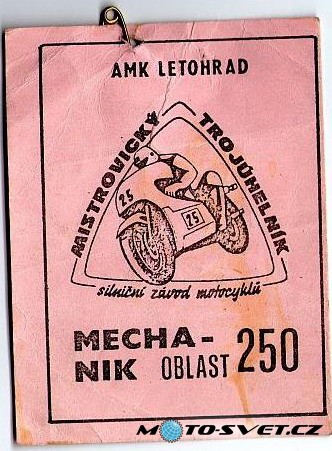 AMK LETOHRAD
MISTROVICKÝ
TROJÚHELNÍK
25
25
silniční závod motocyklů
MECHA-
NIK OBLAST 250
MOTO-SVET.CZ